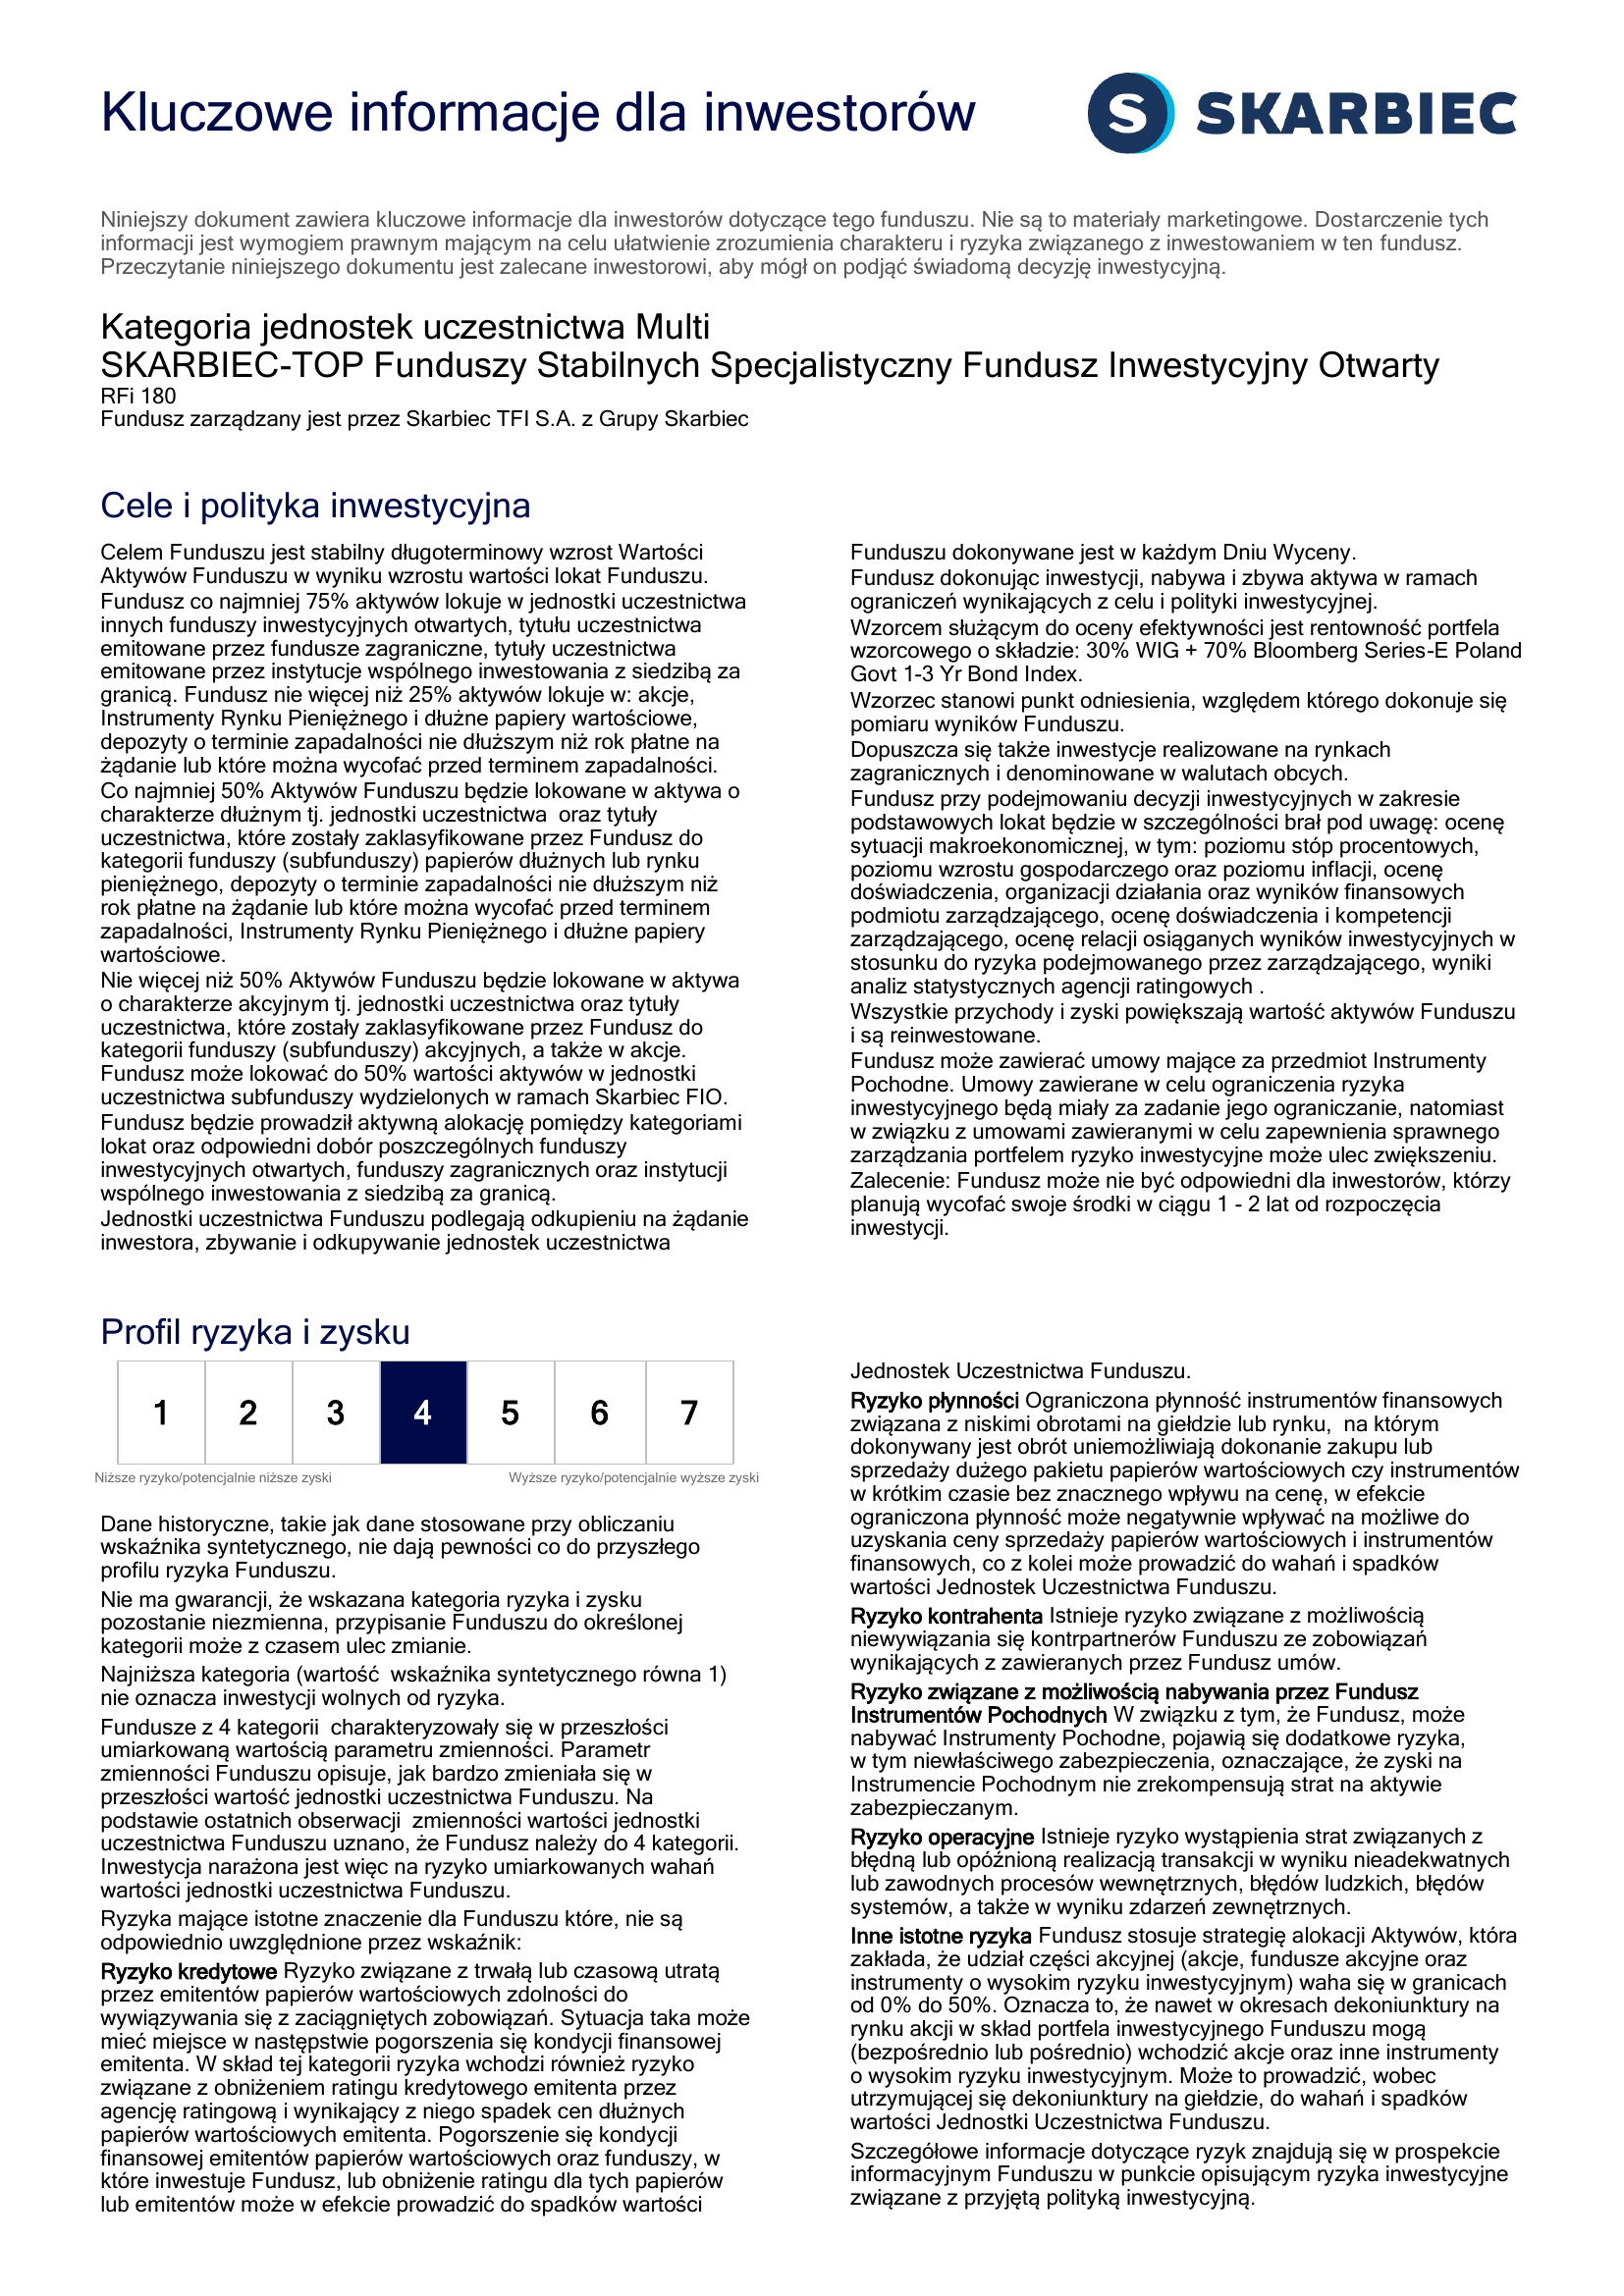 Kluczowe informacje dla inwestorów
S SKARBIEC
Niniejszy dokument zawiera kluczowe informacje dla inwestorów dotyczące tego funduszu. Nie są to materiały marketingowe. Dostarczenie tych
informacji jest wymogiem prawnym mającym na celu ułatwienie zrozumienia charakteru i ryzyka związanego z inwestowaniem w ten fundusz.
Przeczytanie niniejszego dokumentu jest zalecane inwestorowi, aby mógł on podjąć świadomą decyzję inwestycyjną.
Kategoria jednostek uczestnictwa Multi
SKARBIEC-TOP Funduszy Stabilnych Specjalistyczny Fundusz Inwestycyjny Otwarty
RFi 180
Fundusz zarządzany jest przez Skarbiec TFI S.A. z Grupy Skarbiec
Cele i polityka inwestycyjna
Celem Funduszu jest stabilny długoterminowy wzrost Wartości
Aktywów Funduszu w wyniku wzrostu wartości lokat Funduszu.
Fundusz co najmniej 75% aktywów lokuje w jednostki uczestnictwa
innych funduszy inwestycyjnych otwartych, tytułu uczestnictwa
emitowane przez fundusze zagraniczne, tytuły uczestnictwa
emitowane przez instytucje wspólnego inwestowania z siedzibą za
granicą. Fundusz nie więcej niż 25% aktywów lokuje w: akcje,
Instrumenty Rynku Pieniężnego i dłużne papiery wartościowe,
depozyty o terminie zapadalności nie dłuższym niż rok płatne na
żądanie lub które można wycofać przed terminem zapadalności.
Co najmniej 50% Aktywów Funduszu będzie lokowane w aktywa o
charakterze dłużnym tj. jednostki uczestnictwa oraz tytuły
uczestnictwa, które zostały zaklasyfikowane przez Fundusz do
kategorii funduszy (subfunduszy) papierów dłużnych lub rynku
pieniężnego, depozyty o terminie zapadalności nie dłuższym niż
rok płatne na żądanie lub które można wycofać przed terminem
zapadalności, Instrumenty Rynku Pieniężnego i dłużne papiery
wartościowe.
Nie więcej niż 50% Aktywów Funduszu będzie lokowane w aktywa
o charakterze akcyjnym tj. jednostki uczestnictwa oraz tytuły
uczestnictwa, które zostały zaklasyfikowane przez Fundusz do
kategorii funduszy (subfunduszy) akcyjnych, a także w akcje.
Fundusz może lokować do 50% wartości aktywów w jednostki
uczestnictwa subfunduszy wydzielonych w ramach Skarbiec FIO.
Fundusz będzie prowadził aktywną alokację pomiędzy kategoriami
lokat oraz odpowiedni dobór poszczególnych funduszy
inwestycyjnych otwartych, funduszy zagranicznych oraz instytucji
wspólnego inwestowania z siedzibą za granicą.
Jednostki uczestnictwa Funduszu podlegają odkupieniu na żądanie
inwestora, zbywanie i odkupywanie jednostek uczestnictwa
Funduszu dokonywane jest w każdym Dniu Wyceny.
Fundusz dokonując inwestycji, nabywa i zbywa aktywa w ramach
ograniczeń wynikających z celu i polityki inwestycyjnej.
Wzorcem służącym do oceny efektywności jest rentowność portfela
wzorcowego o składzie: 30% WIG + 70% Bloomberg Series-E Poland
Govt 1-3 Yr Bond Index.
Wzorzec stanowi punkt odniesienia, względem którego dokonuje się
pomiaru wyników Funduszu.
Dopuszcza się także inwestycje realizowane na rynkach
zagranicznych i denominowane w walutach obcych.
Fundusz przy podejmowaniu decyzji inwestycyjnych w zakresie
podstawowych lokat będzie w szczególności brał pod uwagę: ocenę
sytuacji makroekonomicznej, w tym: poziomu stóp procentowych,
poziomu wzrostu gospodarczego oraz poziomu inflacji, ocenę
doświadczenia, organizacji działania oraz wyników finansowych
podmiotu zarządzającego, ocenę doświadczenia i kompetencji
zarządzającego, ocenę relacji osiąganych wyników inwestycyjnych w
stosunku do ryzyka podejmowanego przez zarządzającego, wyniki
analiz statystycznych agencji ratingowych .
Wszystkie przychody i zyski powiększają wartość aktywów Funduszu
i są reinwestowane.
Fundusz może zawierać umowy mające za przedmiot Instrumenty
Pochodne. Umowy zawierane w celu ograniczenia ryzyka
inwestycyjnego będą miały za zadanie jego ograniczanie, natomiast
w związku z umowami zawieranymi w celu zapewnienia sprawnego
zarządzania portfelem ryzyko inwestycyjne może ulec zwiększeniu.
Zalecenie: Fundusz może nie być odpowiedni dla inwestorów, którzy
planują wycofać swoje środki w ciągu 1 - 2 lat od rozpoczęcia
inwestycji.
Profil ryzyka i zysku
1 2 3 4 5 6 7
Niższe ryzyko/potencjalnie niższe zyski Wyższe ryzyko/potencjalnie wyższe zyski
Dane historyczne, takie jak dane stosowane przy obliczaniu
wskaźnika syntetycznego, nie dają pewności co do przyszłego
profilu ryzyka Funduszu.
Nie ma gwarancji, że wskazana kategoria ryzyka i zysku
pozostanie niezmienna, przypisanie Funduszu do określonej
kategorii może z czasem ulec zmianie.
Najniższa kategoria (wartość wskaźnika syntetycznego równa 1)
nie oznacza inwestycji wolnych od ryzyka.
Fundusze z 4 kategorii charakteryzowały się w przeszłości
umiarkowaną wartością parametru zmienności. Parametr
zmienności Funduszu opisuje, jak bardzo zmieniała się w
przeszłości wartość jednostki uczestnictwa Funduszu. Na
podstawie ostatnich obserwacji zmienności wartości jednostki
uczestnictwa Funduszu uznano, że Fundusz należy do 4 kategorii.
Inwestycja narażona jest więc na ryzyko umiarkowanych wahań
wartości jednostki uczestnictwa Funduszu.
Ryzyka mające istotne znaczenie dla Funduszu które, nie są
odpowiednio uwzględnione przez wskaźnik:
Ryzyko kredytowe Ryzyko związane z trwałą lub czasową utratą
przez emitentów papierów wartościowych zdolności do
wywiązywania się z zaciągniętych zobowiązań. Sytuacja taka może
mieć miejsce w następstwie pogorszenia się kondycji finansowej
emitenta. W skład tej kategorii ryzyka wchodzi również ryzyko
związane z obniżeniem ratingu kredytowego emitenta przez
agencję ratingową i wynikający z niego spadek cen dłużnych
papierów wartościowych emitenta. Pogorszenie się kondycji
finansowej emitentów papierów wartościowych oraz funduszy, w
które inwestuje Fundusz, lub obniżenie ratingu dla tych papierów
lub emitentów może w efekcie prowadzić do spadków wartości
Jednostek Uczestnictwa Funduszu.
Ryzyko płynności Ograniczona płynność instrumentów finansowych
związana z niskimi obrotami na giełdzie lub rynku, na którym
dokonywany jest obrót uniemożliwiają dokonanie zakupu lub
sprzedaży dużego pakietu papierów wartościowych czy instrumentów
w krótkim czasie bez znacznego wpływu na cenę, w efekcie
ograniczona płynność może negatywnie wpływać na możliwe do
uzyskania ceny sprzedaży papierów wartościowych i instrumentów
finansowych, co z kolei może prowadzić do wahań i spadków
wartości Jednostek Uczestnictwa Funduszu.
Ryzyko kontrahenta Istnieje ryzyko związane z możliwością
niewywiązania się kontrpartnerów Funduszu ze zobowiązań
wynikających z zawieranych przez Fundusz umów.
Ryzyko związane z możliwością nabywania przez Fundusz
Instrumentów Pochodnych W związku z tym, że Fundusz, może
nabywać Instrumenty Pochodne, pojawią się dodatkowe ryzyka,
w tym niewłaściwego zabezpieczenia, oznaczające, że zyski na
Instrumencie Pochodnym nie zrekompensują strat na aktywie
zabezpieczanym.
Ryzyko operacyjne Istnieje ryzyko wystąpienia strat związanych z
błędną lub opóźnioną realizacją transakcji w wyniku nieadekwatnych
lub zawodnych procesów wewnętrznych, błędów ludzkich, błędów
systemów, a także w wyniku zdarzeń zewnętrznych.
Inne istotne ryzyka Fundusz stosuje strategię alokacji Aktywów, która
zakłada, że udział części akcyjnej (akcje, fundusze akcyjne oraz
instrumenty o wysokim ryzyku inwestycyjnym) waha się w granicach
od 0% do 50%. Oznacza to, że nawet w okresach dekoniunktury na
rynku akcji w skład portfela inwestycyjnego Funduszu mogą
(bezpośrednio lub pośrednio) wchodzić akcje oraz inne instrumenty
o wysokim ryzyku inwestycyjnym. Może to prowadzić, wobec
utrzymującej się dekoniunktury na giełdzie, do wahań i spadków
wartości Jednostki Uczestnictwa Funduszu.
Szczegółowe informacje dotyczące ryzyk znajdują się w prospekcie
informacyjnym Funduszu w punkcie opisującym ryzyka inwestycyjne
związane z przyjętą polityką inwestycyjną.